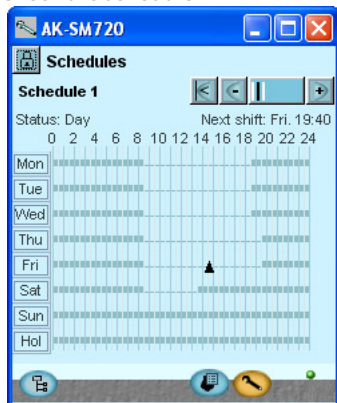 AK-SM720
Schedules
Schedule 1
Status: Day Next shift: Fri. 19:40
0 2 4 6 8 10 12 14 16 18 20 22 24
Mon
Tue
Wed
Thu
Fri
Sat
Sun
Hol